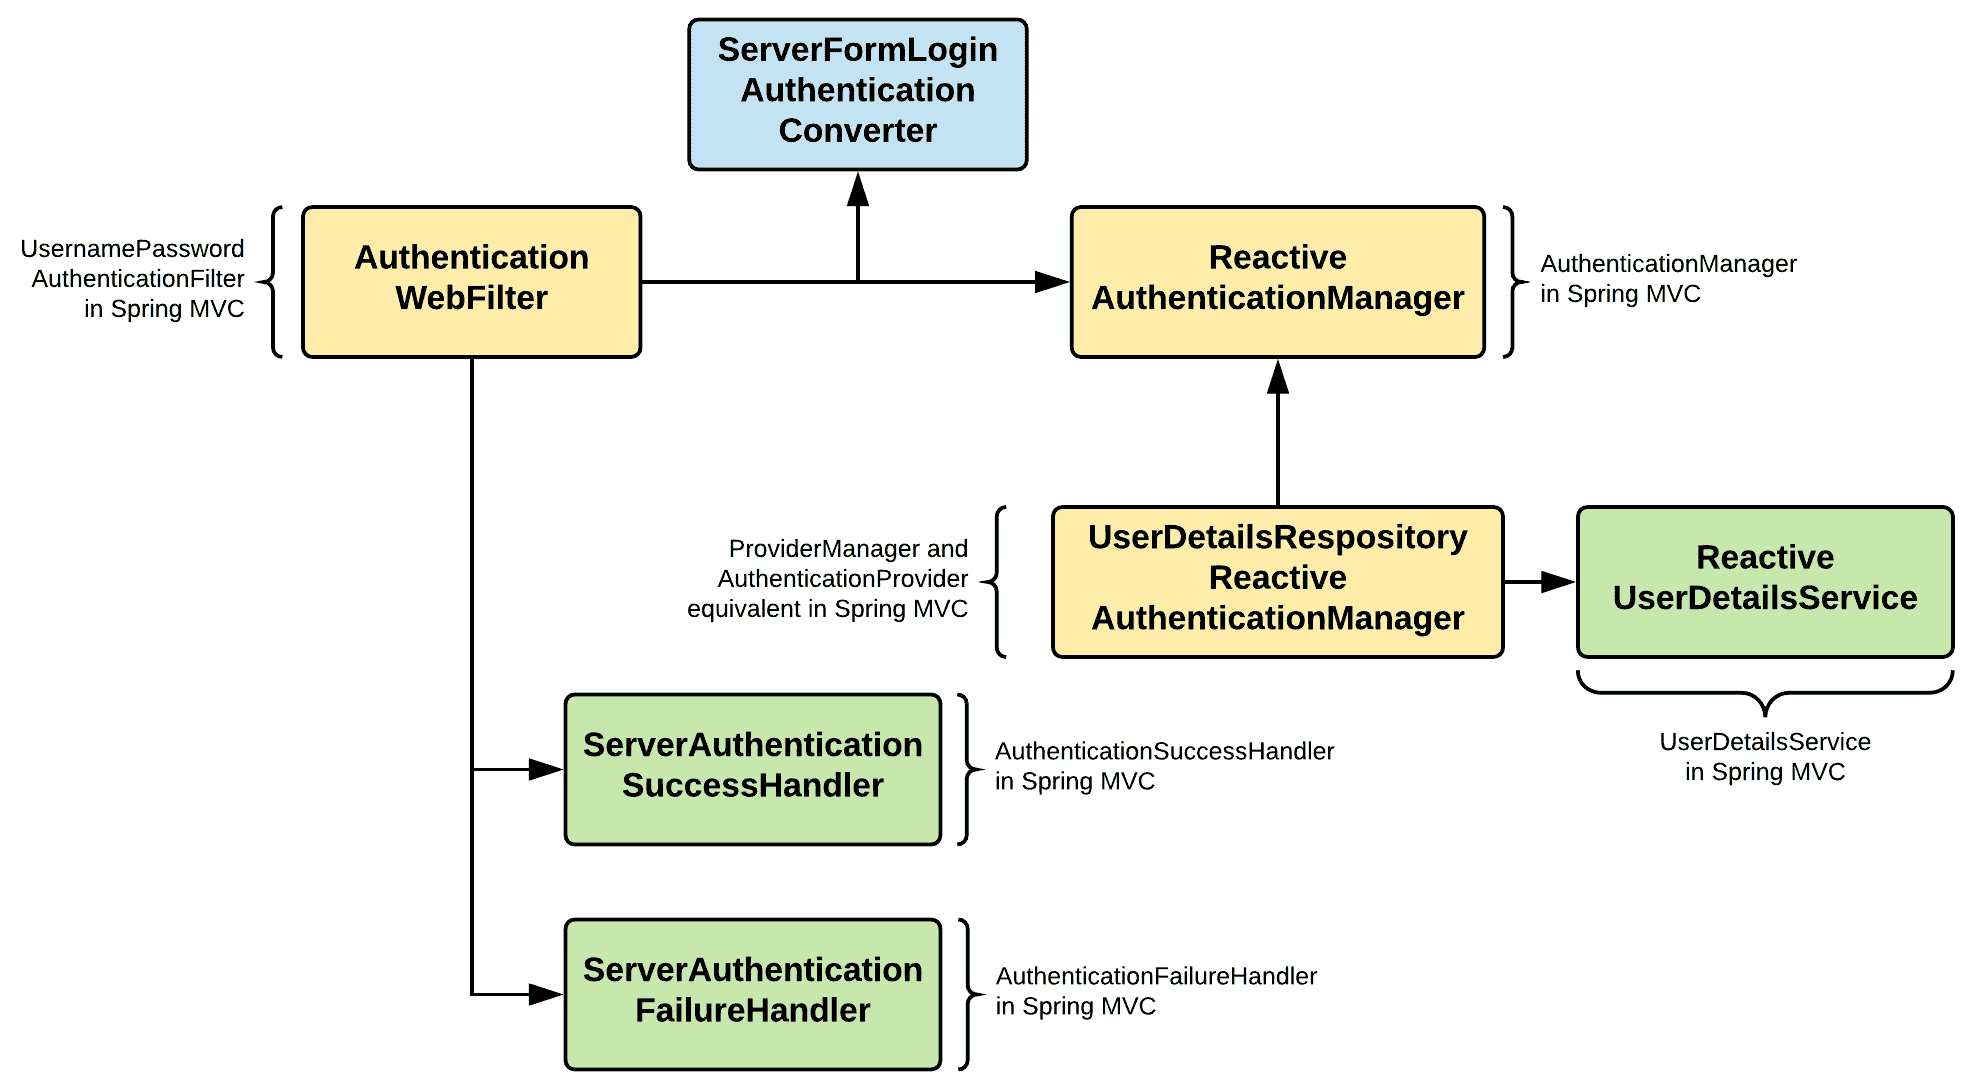 ServerFormLogin
Authentication
Converter
UsernamePassword
AuthenticationFilter
in Spring MVC
Authentication
WebFilter
Reactive
AuthenticationManager
AuthenticationManager
in Spring MVC
ProviderManager and
AuthenticationProvider
equivalent in Spring MVC
UserDetailsRespository
Reactive
AuthenticationManager
Reactive
UserDetailsService
UserDetailsService
in Spring MVC
ServerAuthentication
SuccessHandler
AuthenticationSuccessHandler
in Spring MVC
ServerAuthentication
FailureHandler
AuthenticationFailureHandler
in Spring MVC